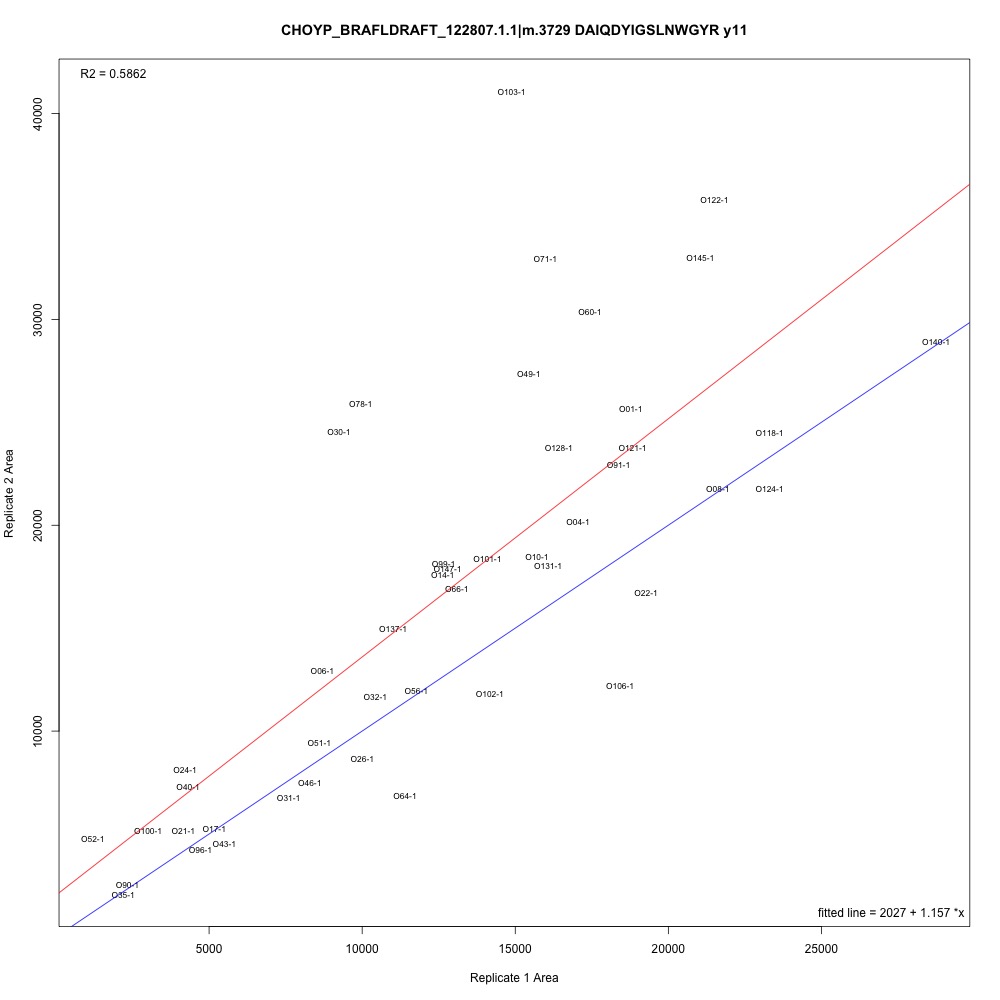 CHOYP_BRAFLDRAFT_122807.1.1|m.3729 DAIQDYIGSLNWGYR y11
R2 = 0.5862
O103-1
O122-1
O71-1
O145-1
O60-1
O140-1
O49-1
O78-1
O01-1
O30-1
O118-1
O128-1
O121-1
O91-1
O08-1
O124-1
O04-1
O101-1
O10-1
O99-1
O131-1
O147-1
O14-1
O66-1
O22-1
O137-1
O06-1
O106-1
O56-1
O102-1
O32-1
O51-1
O26-1
O24-1
O46-1
O40-1
O64-1
O31-1
O17-1
O100-1
O21-1
O52-1
O43-1
O96-1
O90-1
O35-1
fitted line = 2027 + 1.157 *x
40000
30000
20000
10000
Replicate 2 Area
5000
10000
15000
20000
25000
Replicate 1 Area